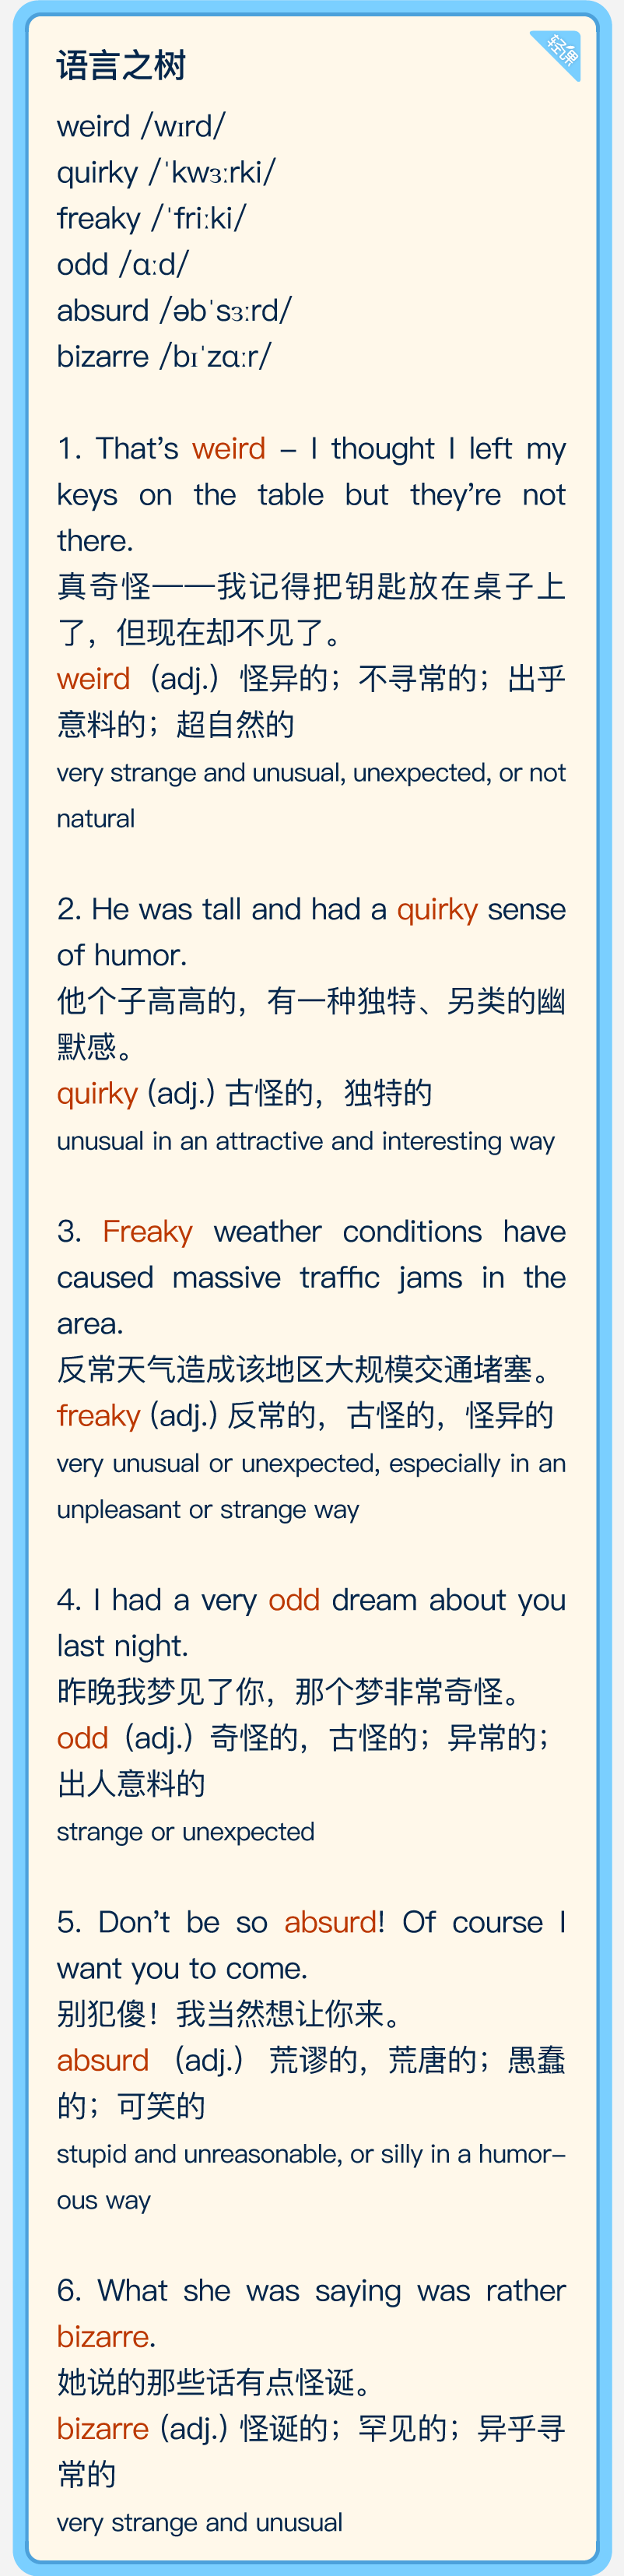 语言之树
轻课
weird /wɪrd/
quirky /ˈkwɜːrki/
freaky /ˈfriːki/
odd /ɑːd/
absurd /əbˈsɜːrd/
bizarre /bɪˈzɑːr/
1. That's weird – I thought I left my
keys on the table but they're not
there.
真奇怪——我记得把钥匙放在桌子上
了，但现在却不见了。
weird （adj.） 怪异的；不寻常的；出乎
意料的；超自然的
very strange and unusual, unexpected, or not
natural
2. He was tall and had a quirky sense
of humor.
他个子高高的，有一种独特、另类的幽
默感。
quirky (adj.) 古怪的，独特的
unusual in an attractive and interesting way
3. Freaky weather conditions have
caused massive traffic jams in the
area.
反常天气造成该地区大规模交通堵塞。
freaky (adj.) 反常的，古怪的，怪异的
very unusual or unexpected, especially in an
unpleasant or strange way
4. I had a very odd dream about you
last night.
昨晚我梦见了你，那个梦非常奇怪。
odd（adj.）奇怪的，古怪的；异常的；
出人意料的
strange or unexpected
5. Don't be so absurd! Of course I
want you to come.
别犯傻！我当然想让你来。
absurd （adj.） 荒谬的，荒唐的；愚蠢
的；可笑的
stupid and unreasonable, or silly in a humor–
ous way
6. What she was saying was rather
bizarre.
她说的那些话有点怪诞。
bizarre (adj.) 怪诞的；罕见的；异乎寻
常的
very strange and unusual